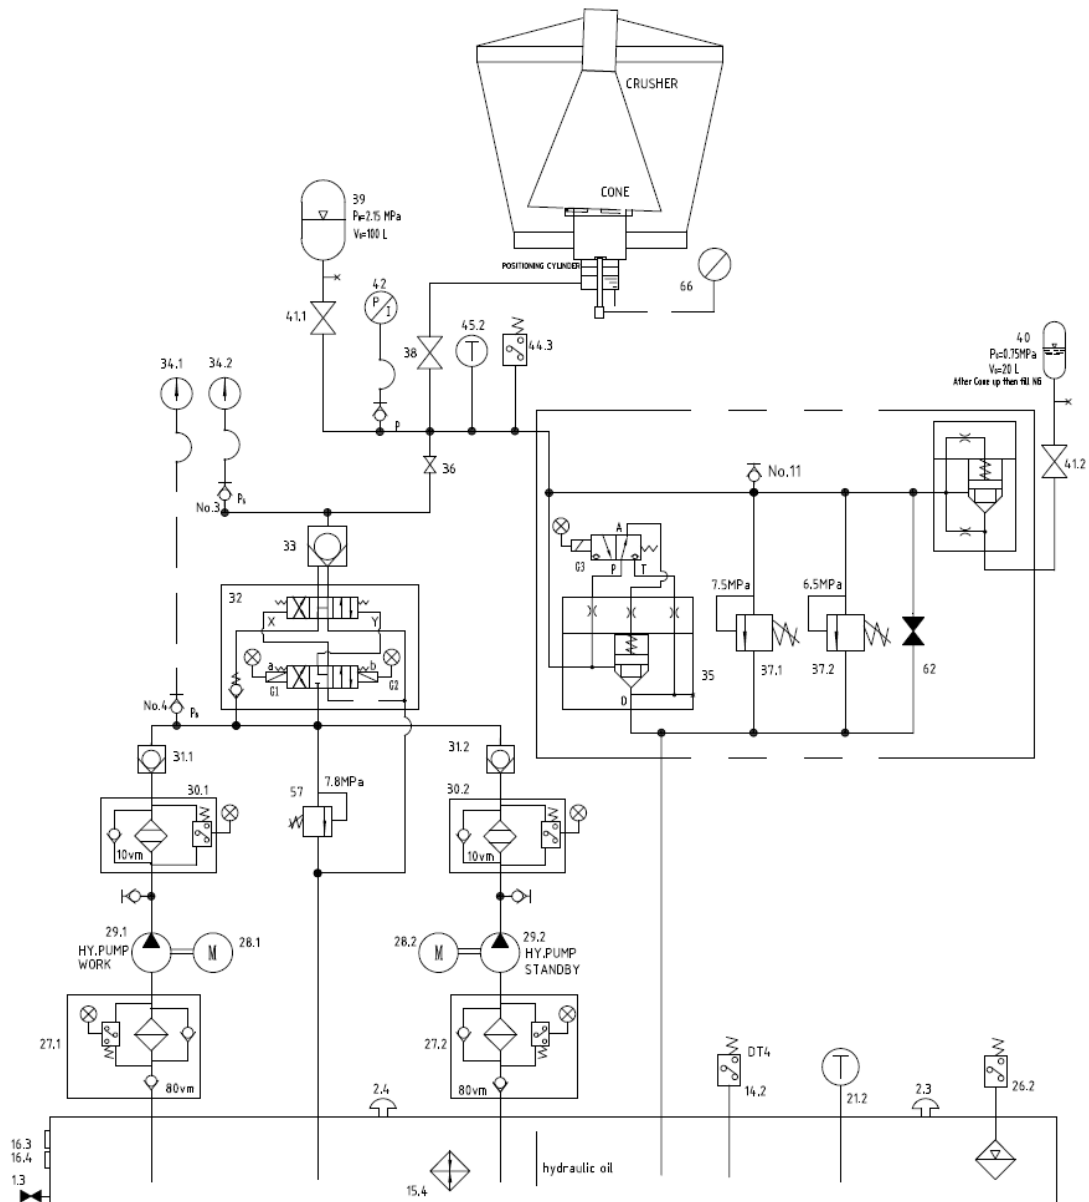 CRUSHER
CONE
POSITIONING CYLINDER
66
39
P₀=2.15 MPa
V₀=100 L
41.1
42
P
I
38
45.2
T
44.3
40
P₀=0.75MPa
V₀=20 L
After Come up then fill N6
41.2
34.1
34.2
P
36
No.3
P₅
No.11
33
A
G3
P
T
35
D
7.5MPa
37.1
6.5MPa
37.2
62
32
X
Y
a
b
G1
G2
No.4
31.1
31.2
57
7.8MPa
30.1
10vm
30.2
10vm
29.1
HY.PUMP
WORK
M
28.1
28.2
M
29.2
HY.PUMP
STANDBY
27.1
80vm
27.2
80vm
DT4
14.2
T
21.2
2.3
26.2
2.4
16.3
16.4
1.3
15.4
hydraulic oil